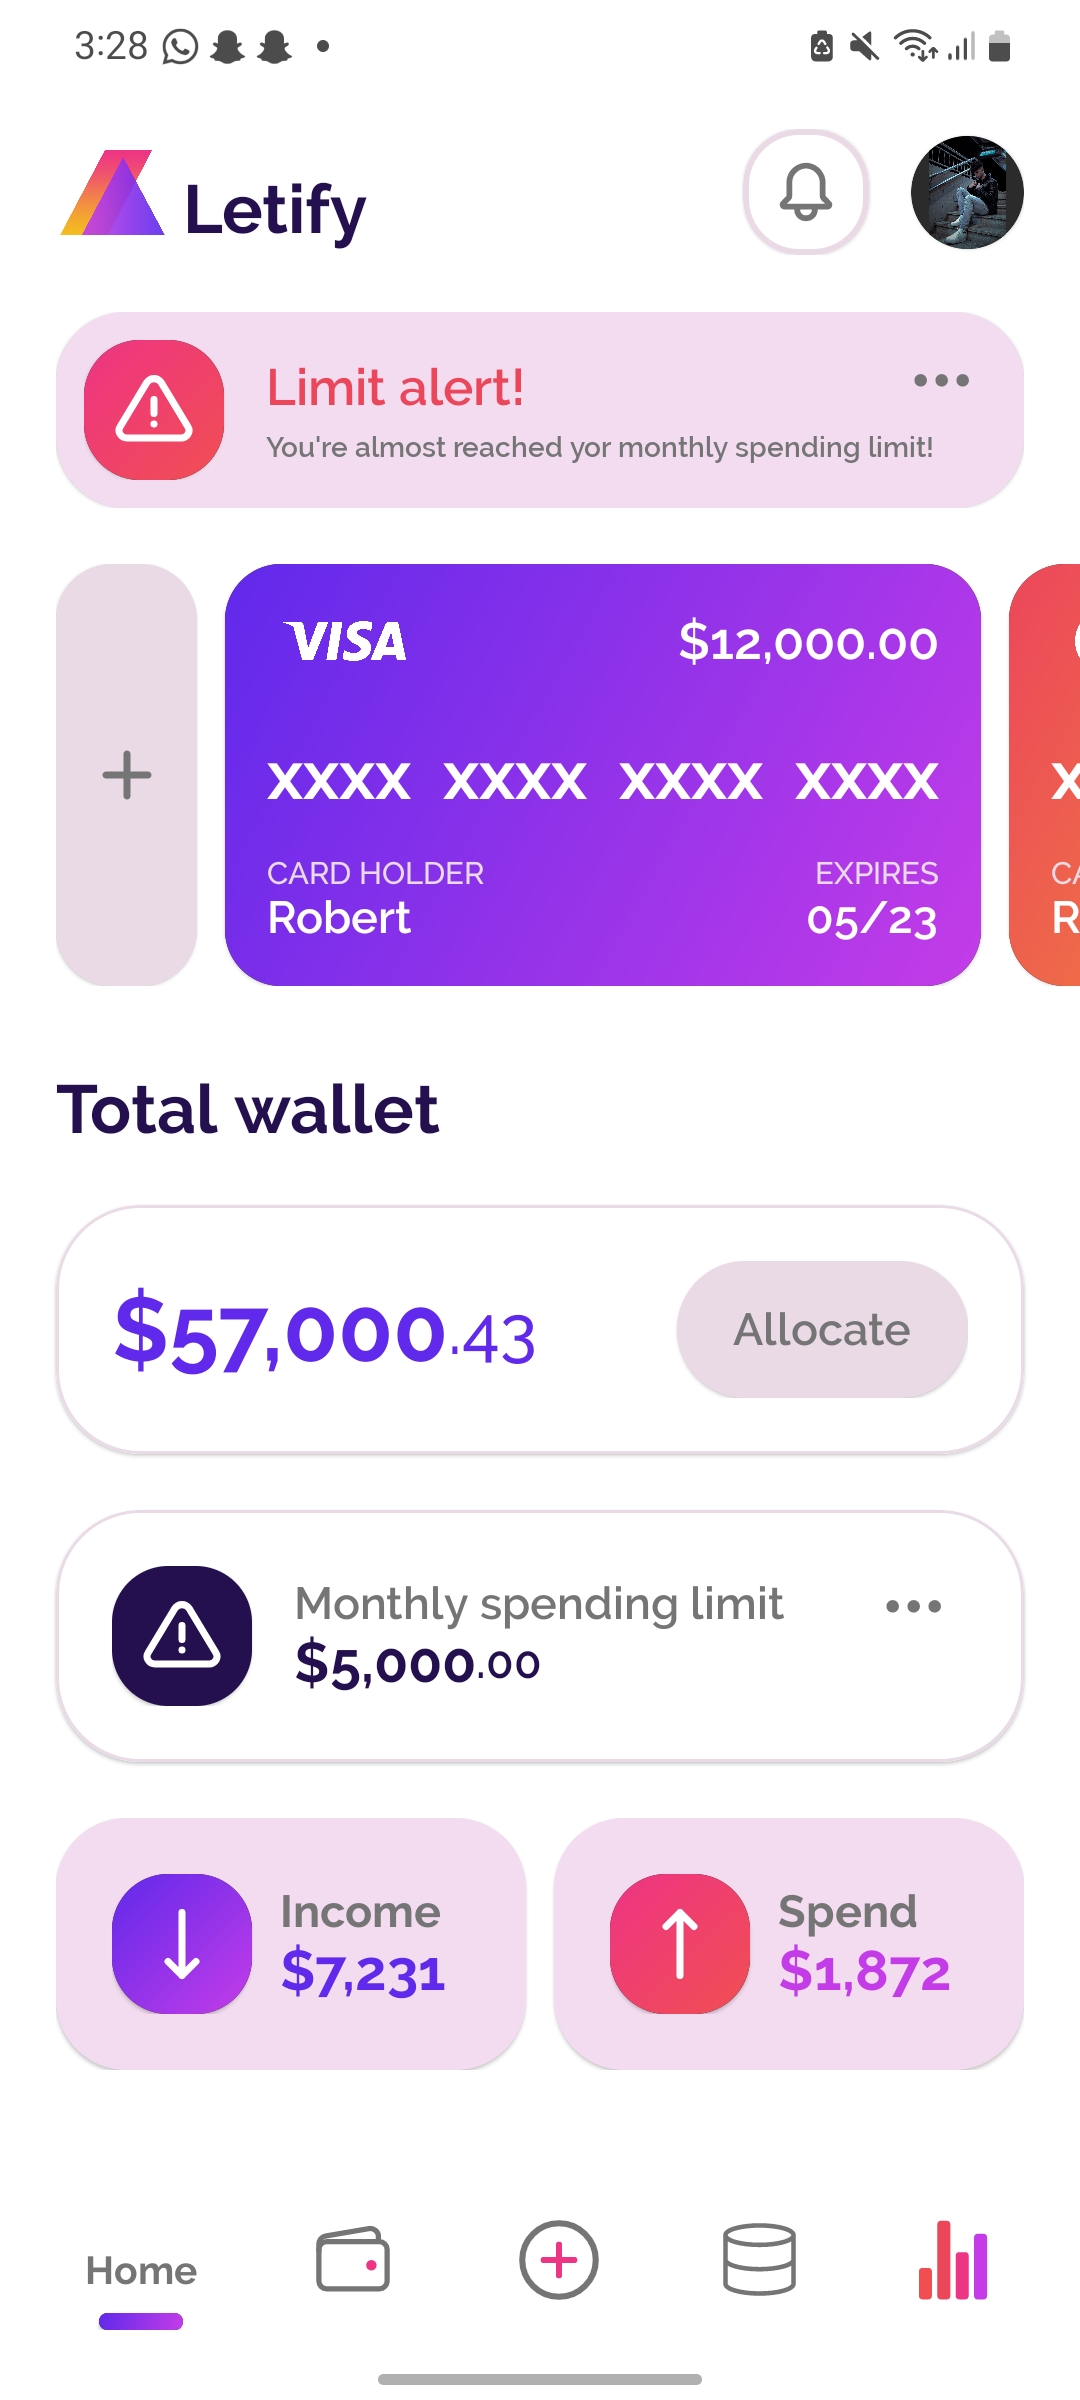 3:28
Letify
Limit alert!
You're almost reached yor monthly spending limit!
VISA
$12,000.00
XXXX XXXX XXXX XXXX
X
CARD HOLDER
EXPIRES
CA
Robert
05/23
R
Total wallet
$57,000.43
Allocate
Monthly spending limit
$5,000.00
Income
$7,231
Spend
$1,872
Home